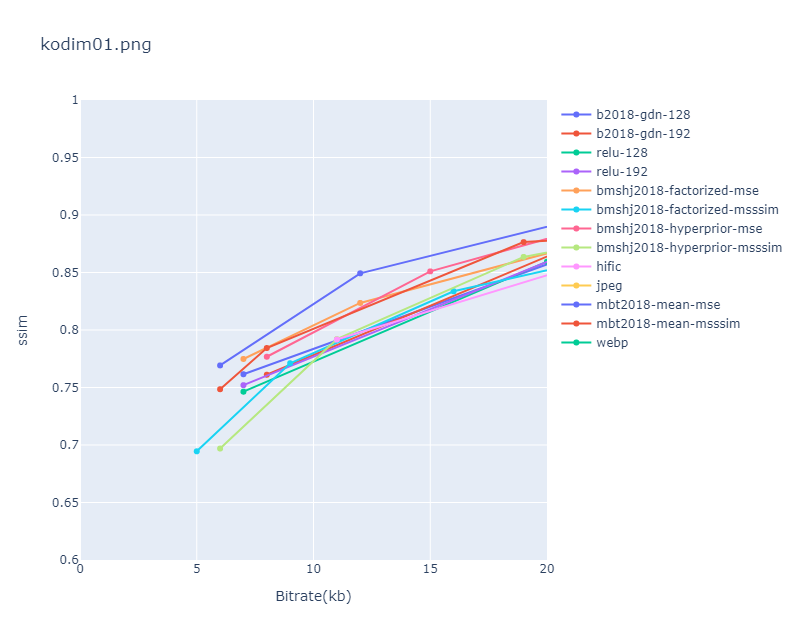 kodim01.png
1
0.95
0.9
0.85
0.8
0.75
0.7
0.65
0.6
ssim
0
5
10
15
20
Bitrate(kb)
b2018-gdn-128
b2018-gdn-192
relu-128
relu-192
bmshj2018-factorized-mse
bmshj2018-factorized-msssim
bmshj2018-hyperprior-mse
bmshj2018-hyperprior-msssim
hific
jpeg
mbt2018-mean-mse
mbt2018-mean-msssim
webp